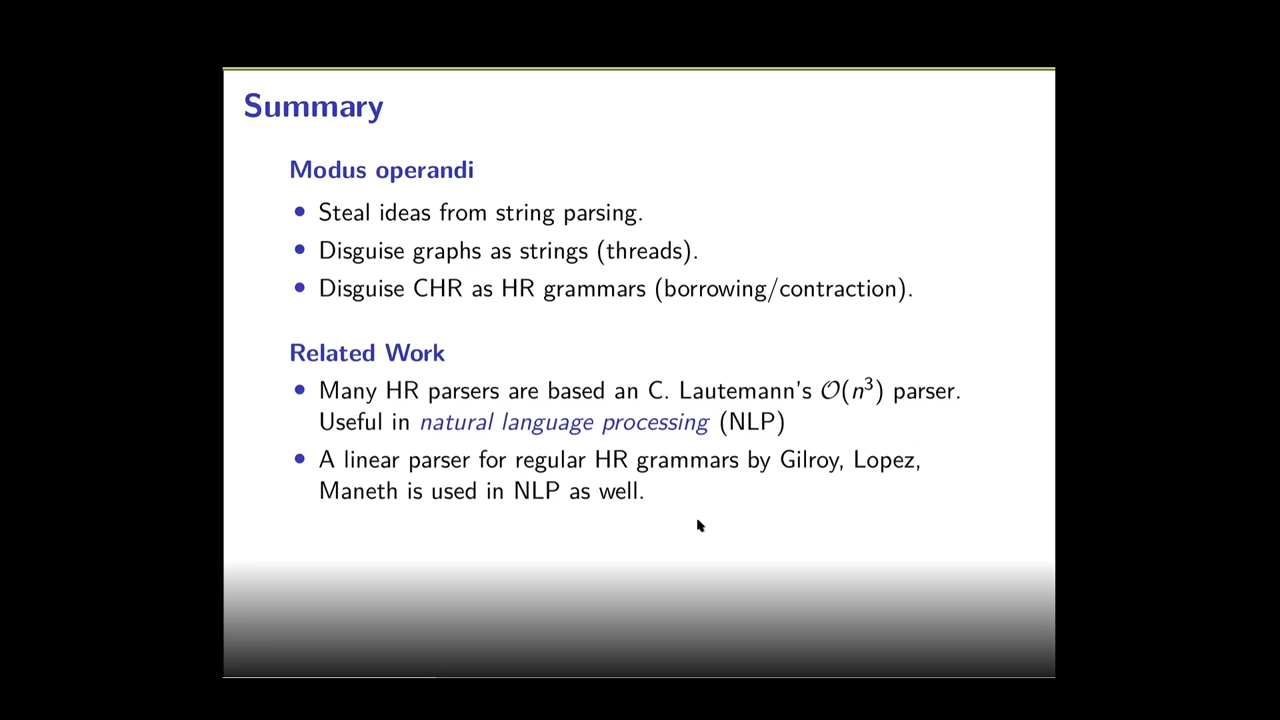 Summary
Modus operandi
• Steal ideas from string parsing.
• Disguise graphs as strings (threads).
• Disguise CHR as HR grammars (borrowing/contraction).
Related Work
• Many HR parsers are based an C. Lautemann's O(n³) parser.
Useful in natural language processing (NLP)
• A linear parser for regular HR grammars by Gilroy, Lopez,
Maneth is used in NLP as well.